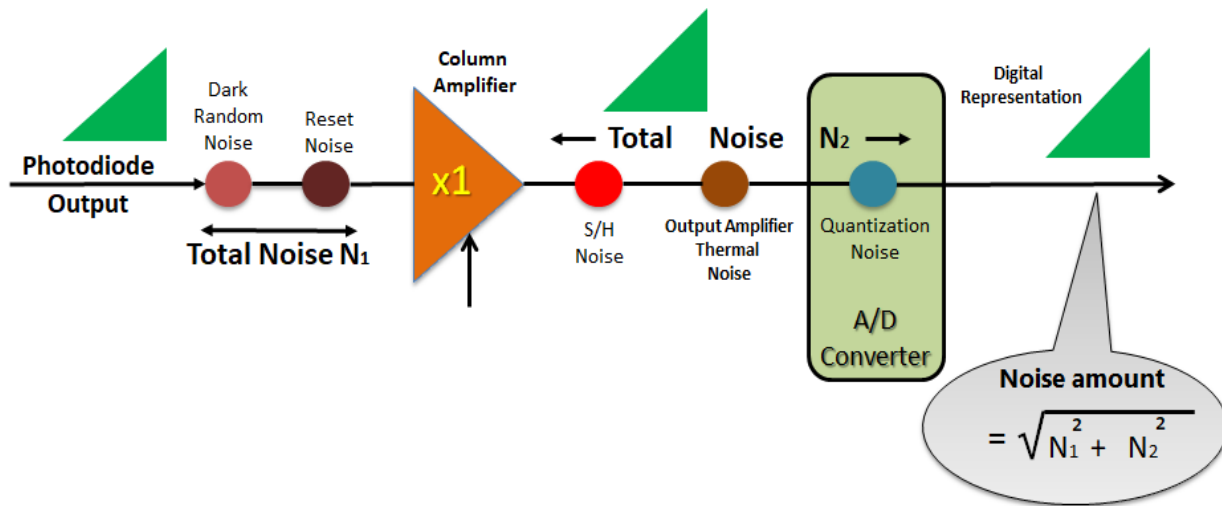 Photodiode
Output
Dark
Random
Noise
Reset
Noise
Total Noise N1
Column
Amplifier
x1
Total Noise N2
S/H
Noise
Output Amplifier
Thermal
Noise
Quantization
Noise
A/D
Converter
Digital
Representation
Noise amount
= √N1² + N2²